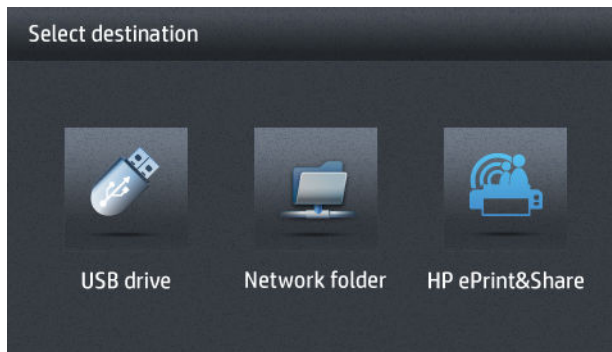 Select destination
USB drive
Network folder
HP ePrint&Share